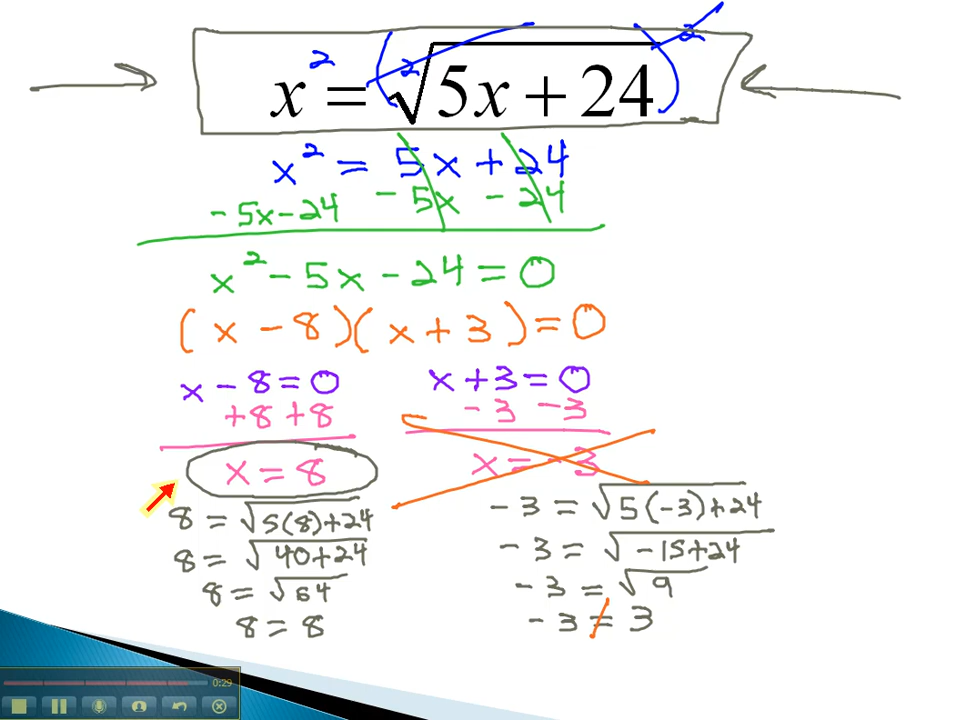 x² = (²√5x + 24)²
x² = 5x + 24
- 5x - 24 - 5x - 24
x² - 5x - 24 = 0
(x - 8)(x + 3) = 0
x - 8 = 0 x + 3 = 0
+8 +8 - 3 - 3
x = 8 x = - 3
8 = √5(8)+24 - 3 = √5(-3)+24
8 = √40+24 - 3 = √-15+24
8 = √64 - 3 = √9
8 = 8 - 3 ≠ 3
0:29